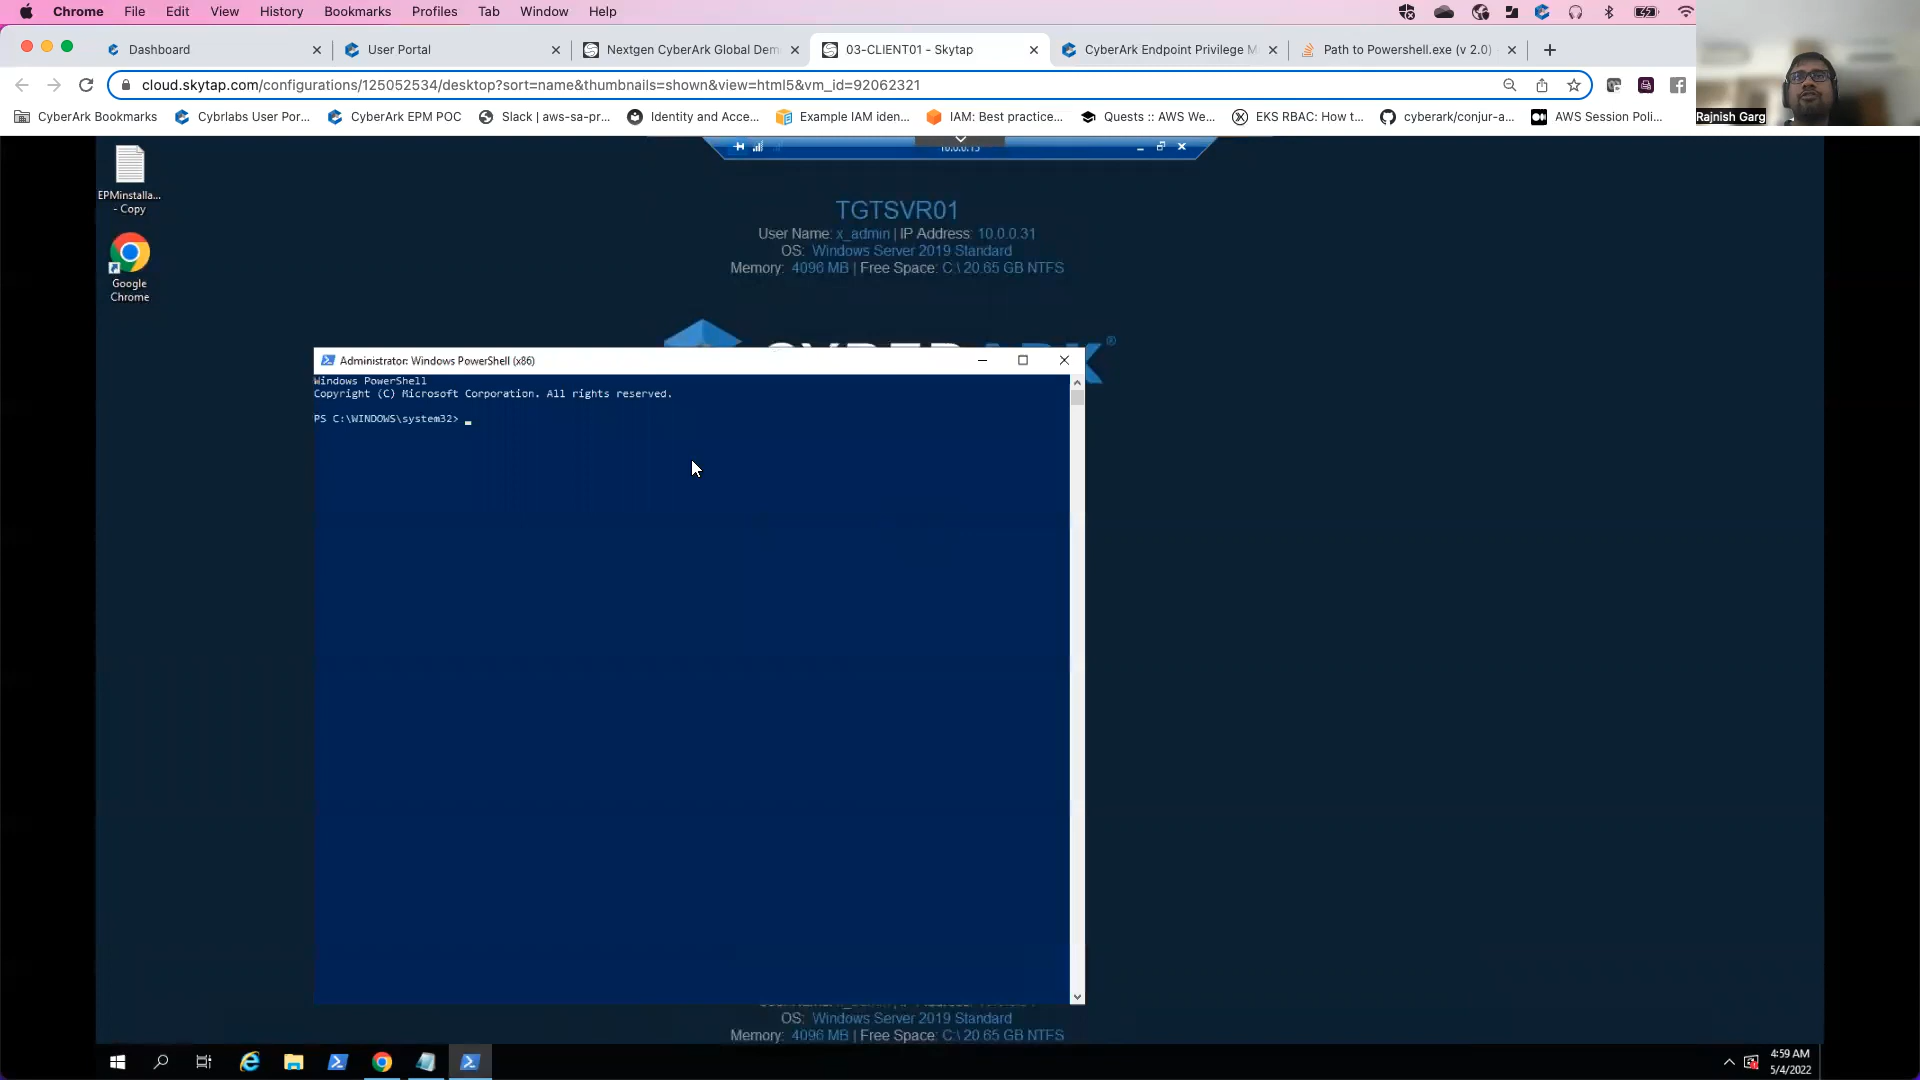 Chrome File Edit View History Bookmarks Profiles Tab Window Help
Dashboard
User Portal
Nextgen CyberArk Global Dem
03-CLIENT01 - Skytap
CyberArk Endpoint Privilege M
Path to Powershell.exe (v 2.0)
cloud.skytap.com/configurations/125052534/desktop?sort=name&thumbnails=shown&view=html5&vm_id=92062321
CyberArk Bookmarks
Cybrlabs User Por...
CyberArk EPM POC
Slack | aws-sa-pr...
Identity and Acce...
Example IAM iden...
IAM: Best practice...
Quests :: AWS We...
EKS RBAC: How t...
cyberark/conjur-a...
AWS Session Poli...
Rajnish Garg
EPMinstalla...
- Copy
Google
Chrome
TGTSVR01
User Name: x_admin | IP Address: 10.0.0.31
OS: Windows Server 2019 Standard
Memory: 4096 MB | Free Space: C:\ 20.65 GB NTFS
Administrator: Windows PowerShell (x86)
Windows PowerShell
Copyright (C) Microsoft Corporation. All rights reserved.
PS C:\WINDOWS\system32>
OS: Windows Server 2019 Standard
Memory: 4096 MB | Free Space: C:\ 20.65 GB NTFS
4:59 AM
5/4/2022